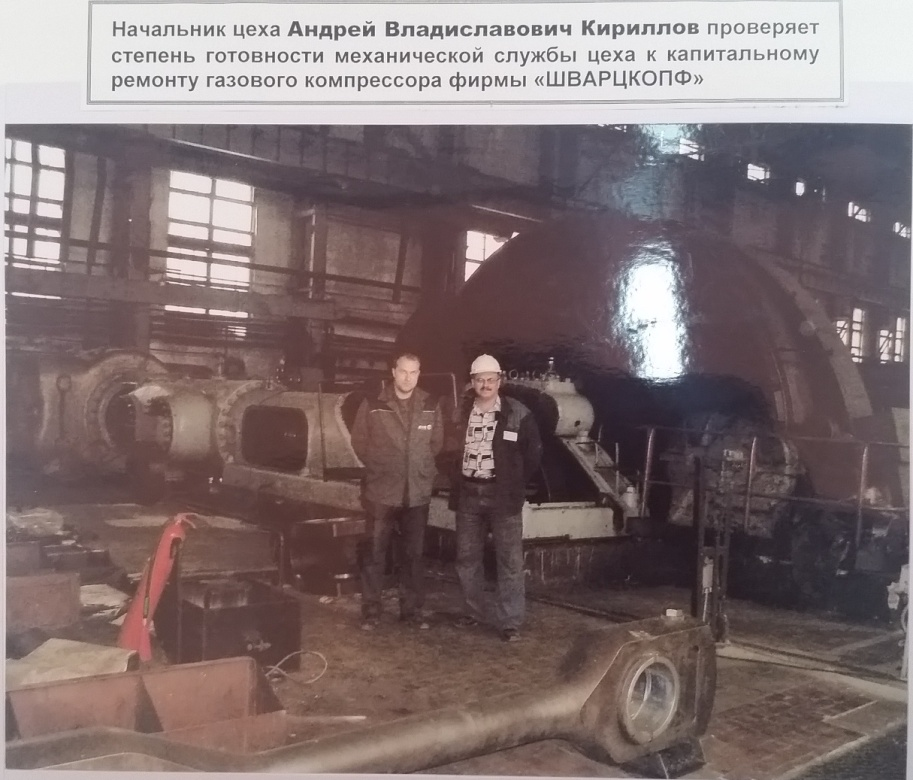 Начальник цеха Андрей Владиславович Кириллов проверяет
степень готовности механической службы цеха к капитальному
ремонту газового компрессора фирмы «ШВАРЦКОПФ»